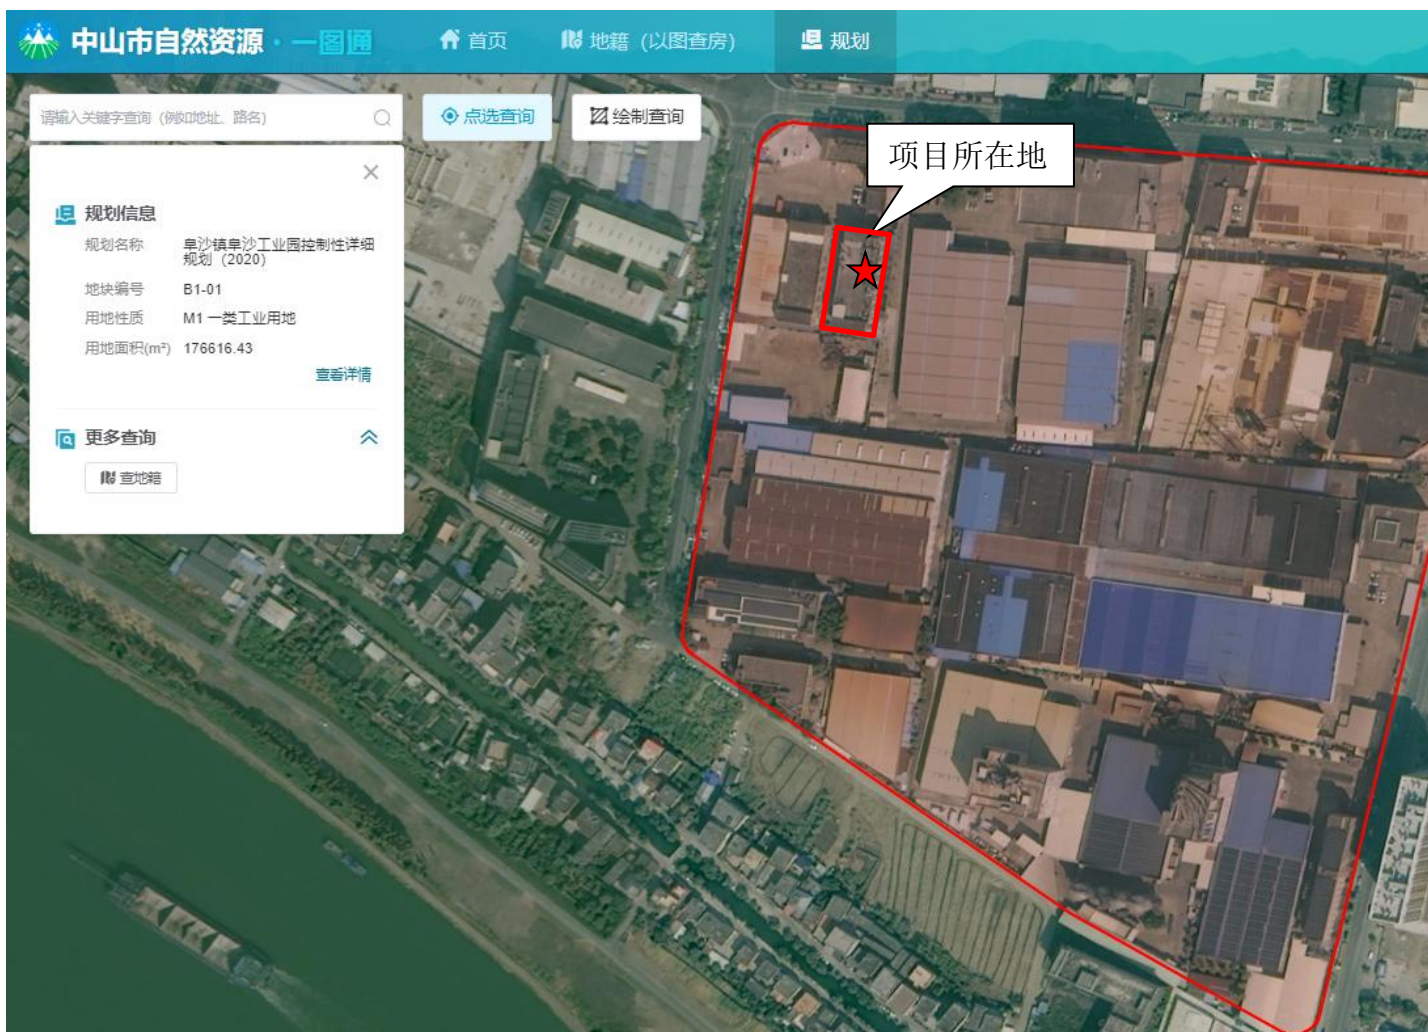 中山市自然资源·一图通
首页
地籍（以图查房）
规划
请输入关键字查询（例如地址、路名）
点选查询
绘制查询
项目所在地
规划信息
规划名称
阜沙镇阜沙工业园控制性详细
规划（2020）
地块编号
B1-01
用地性质
M1 一类工业用地
用地面积(m²)
176616.43
查看详情
更多查询
查地籍